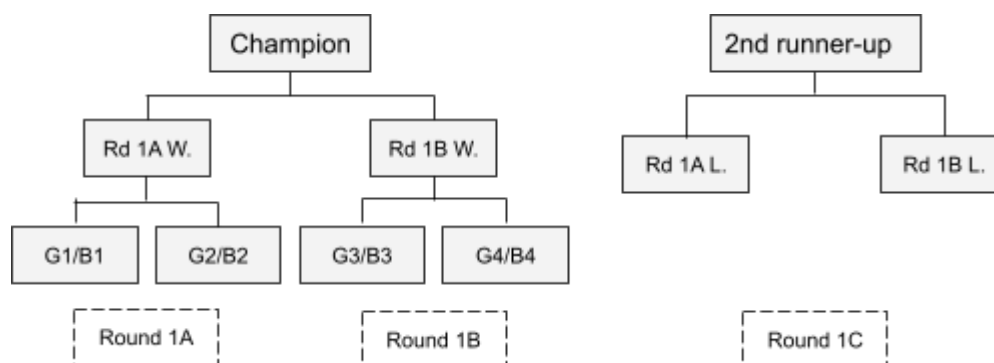 Champion
2nd runner-up
Rd 1A W.
Rd 1B W.
Rd 1A L.
Rd 1B L.
G1/B1
G2/B2
G3/B3
G4/B4
Round 1A
Round 1B
Round 1C